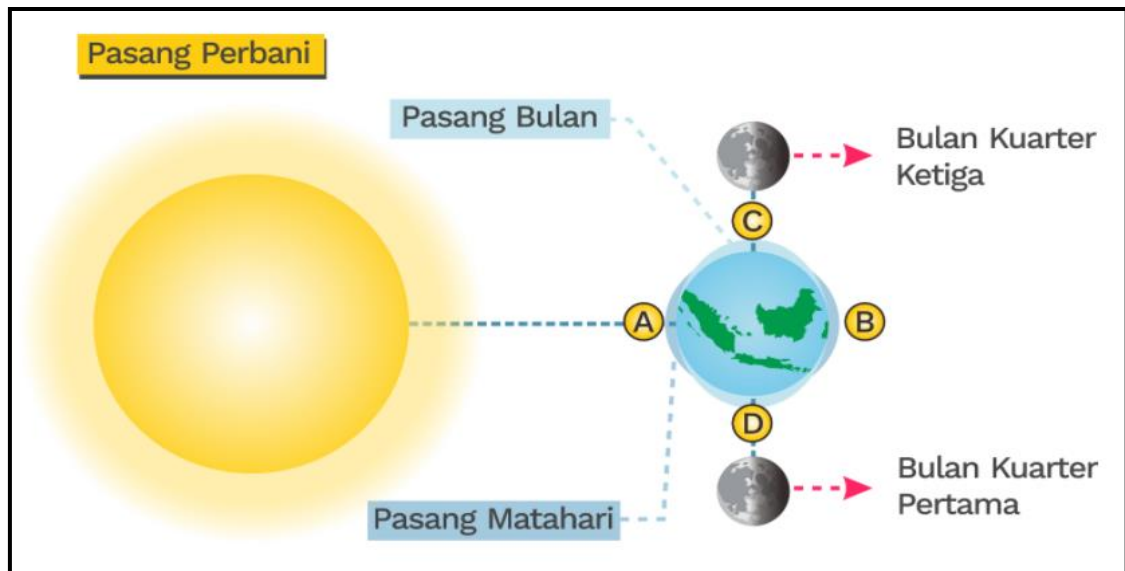 Pasang Perbani
Pasang Bulan
Bulan Kuarter
Ketiga
C
A
B
D
Bulan Kuarter
Pertama
Pasang Matahari